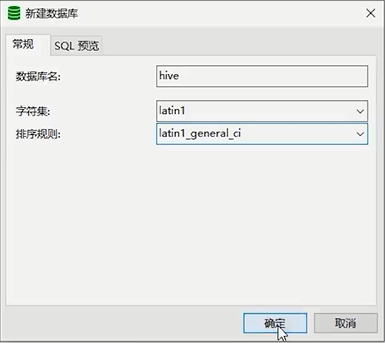 新建数据库
常规 SQL 预览
数据库名: hive
字符集: latin1
排序规则: latin1_general_ci
确定 取消